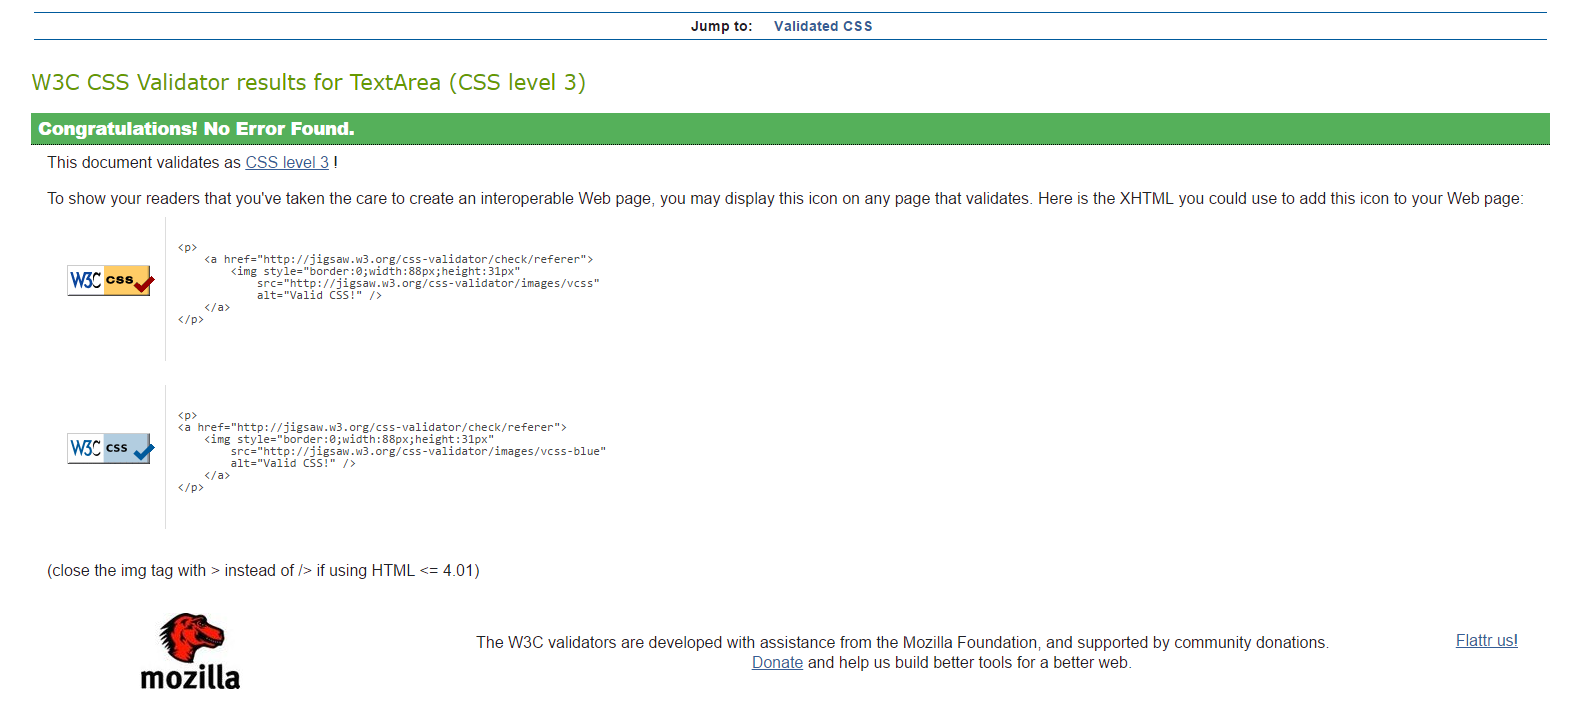 Jump to: Validated CSS
W3C CSS Validator results for TextArea (CSS level 3)
Congratulations! No Error Found.
This document validates as CSS level 3 !
To show your readers that you've taken the care to create an interoperable Web page, you may display this icon on any page that validates. Here is the XHTML you could use to add this icon to your Web page:
W3C css
<p>
    <a href="http://jigsaw.w3.org/css-validator/check/referer">
        <img style="border:0;width:88px;height:31px"
            src="http://jigsaw.w3.org/css-validator/images/vcss"
            alt="Valid CSS!" />
    </a>
</p>
W3C css
<p>
<a href="http://jigsaw.w3.org/css-validator/check/referer">
    <img style="border:0;width:88px;height:31px"
        src="http://jigsaw.w3.org/css-validator/images/vcss-blue"
        alt="Valid CSS!" />
    </a>
</p>
(close the img tag with > instead of /> if using HTML <= 4.01)
mozilla
The W3C validators are developed with assistance from the Mozilla Foundation, and supported by community donations.
Donate and help us build better tools for a better web.
Flattr us!